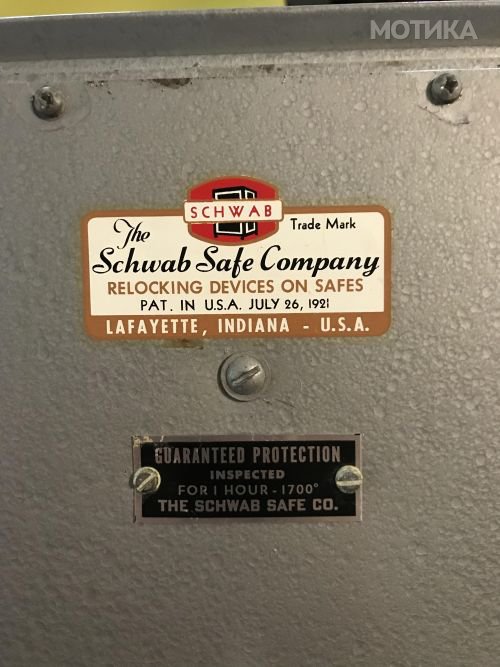 МОТИКА
SCHWAB
The
Trade Mark
Schwab Safe Company
RELOCKING DEVICES ON SAFES
PAT. IN U.S.A. JULY 26, 1921
LAFAYETTE, INDIANA - U.S.A.
GUARANTEED PROTECTION
INSPECTED
FOR 1 HOUR - 1700°
THE SCHWAB SAFE CO.